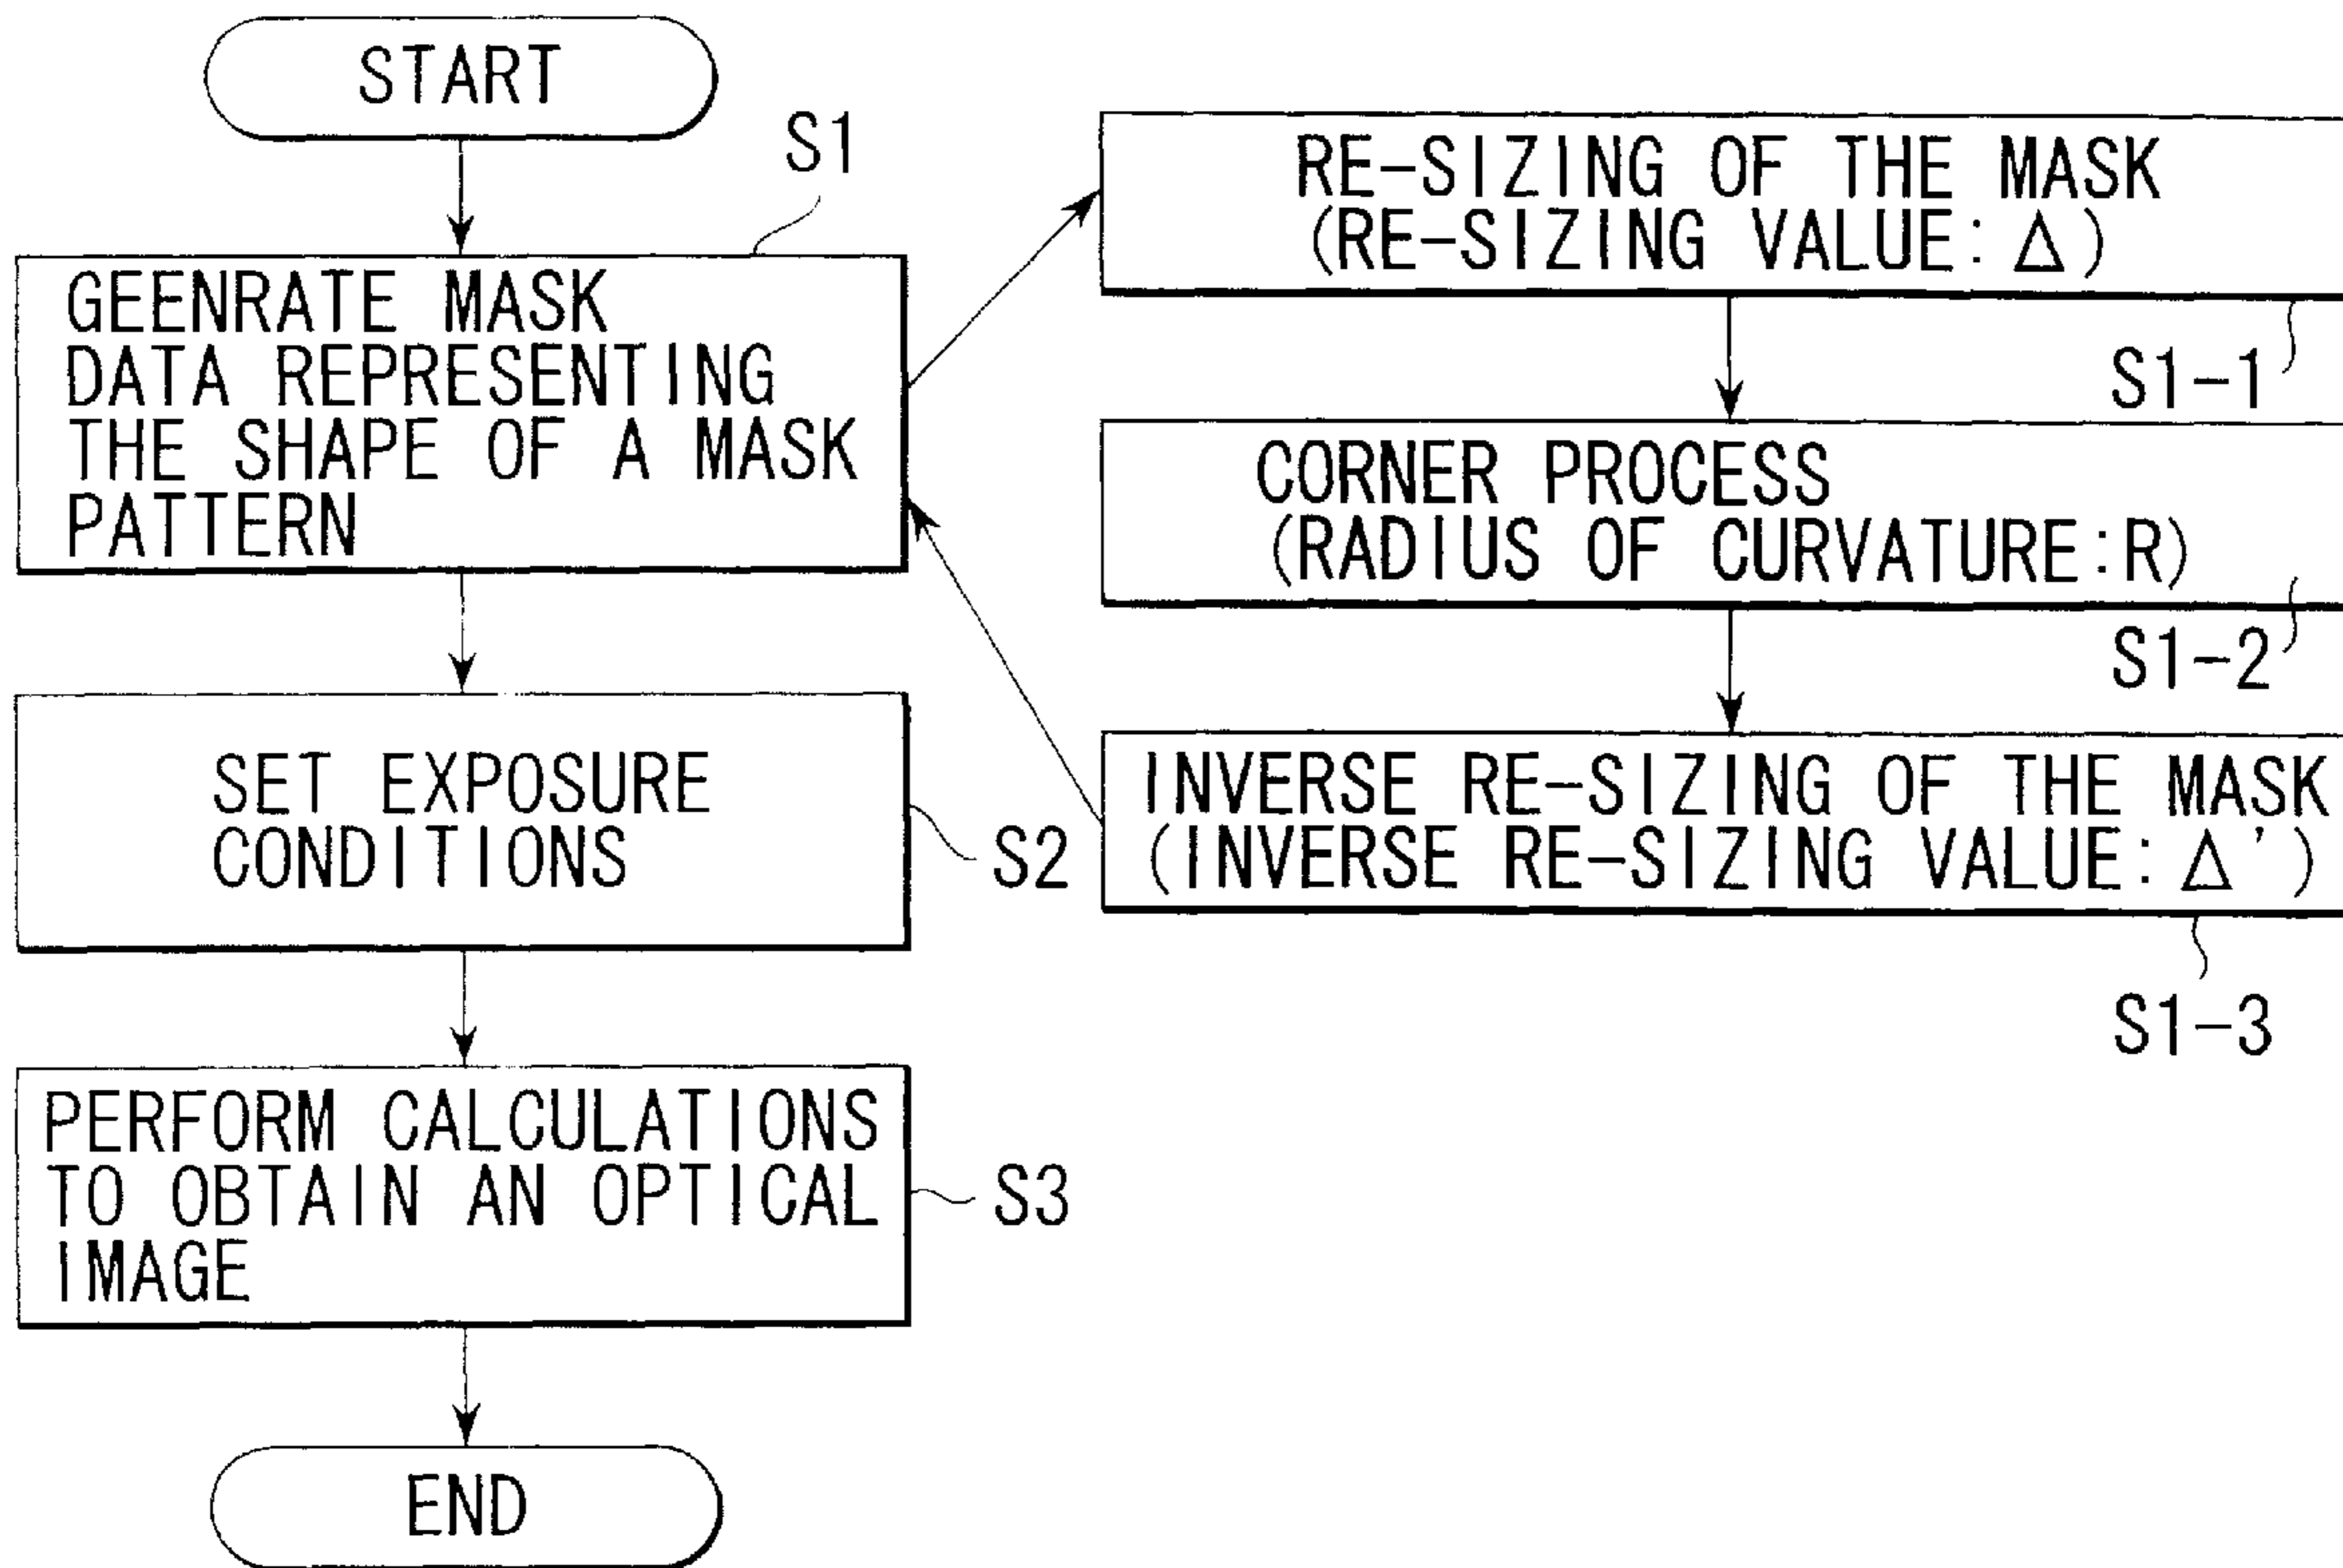 START
S1
GEENRATE MASK
DATA REPRESENTING
THE SHAPE OF A MASK
PATTERN
RE-SIZING OF THE MASK
(RE-SIZING VALUE: Δ)
S1-1
CORNER PROCESS
(RADIUS OF CURVATURE:R)
S1-2
INVERSE RE-SIZING OF THE MASK
(INVERSE RE-SIZING VALUE: Δ')
S1-3
SET EXPOSURE
CONDITIONS
S2
PERFORM CALCULATIONS
TO OBTAIN AN OPTICAL
IMAGE
S3
END